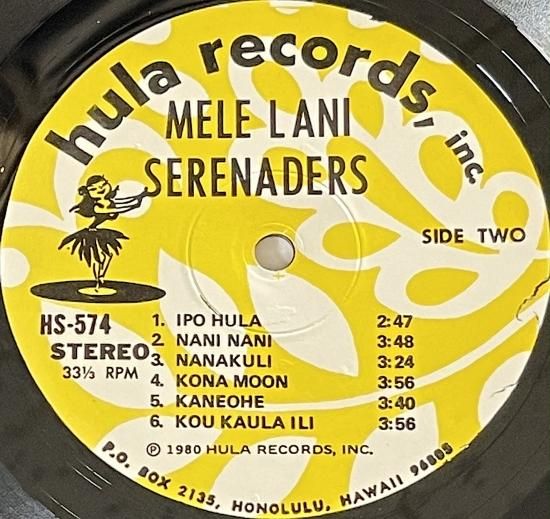 hula records, inc.
MELE LANI
SERENADERS
SIDE TWO
HS-574
STEREO
33⅓ RPM
1. IPO HULA 2:47
2. NANI NANI 3:48
3. NANAKULI 3:24
4. KONA MOON 3:56
5. KANEOHE 3:40
6. KOU KAULA ILI 3:56
℗ 1980 HULA RECORDS, INC.
P.O. BOX 2135, HONOLULU, HAWAII 96805